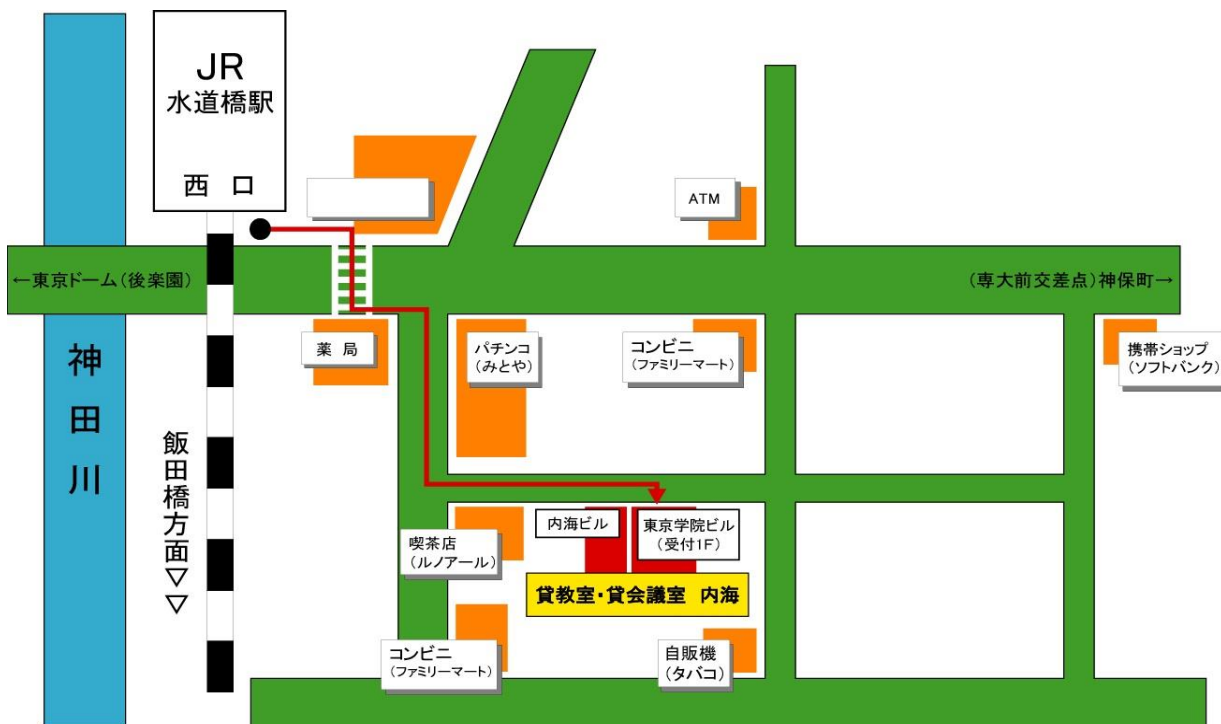 JR
水道橋駅
西 口
ATM
←東京ドーム(後楽園)
(専大前交差点)神保町→
薬 局
パチンコ
(みとや)
コンビニ
(ファミリーマート)
携帯ショップ
(ソフトバンク)
神田川
飯田橋方面▽▽
内海ビル
東京学院ビル
(受付1F)
喫茶店
(ルノアール)
貸教室・貸会議室 内海
コンビニ
(ファミリーマート)
自販機
(タバコ)